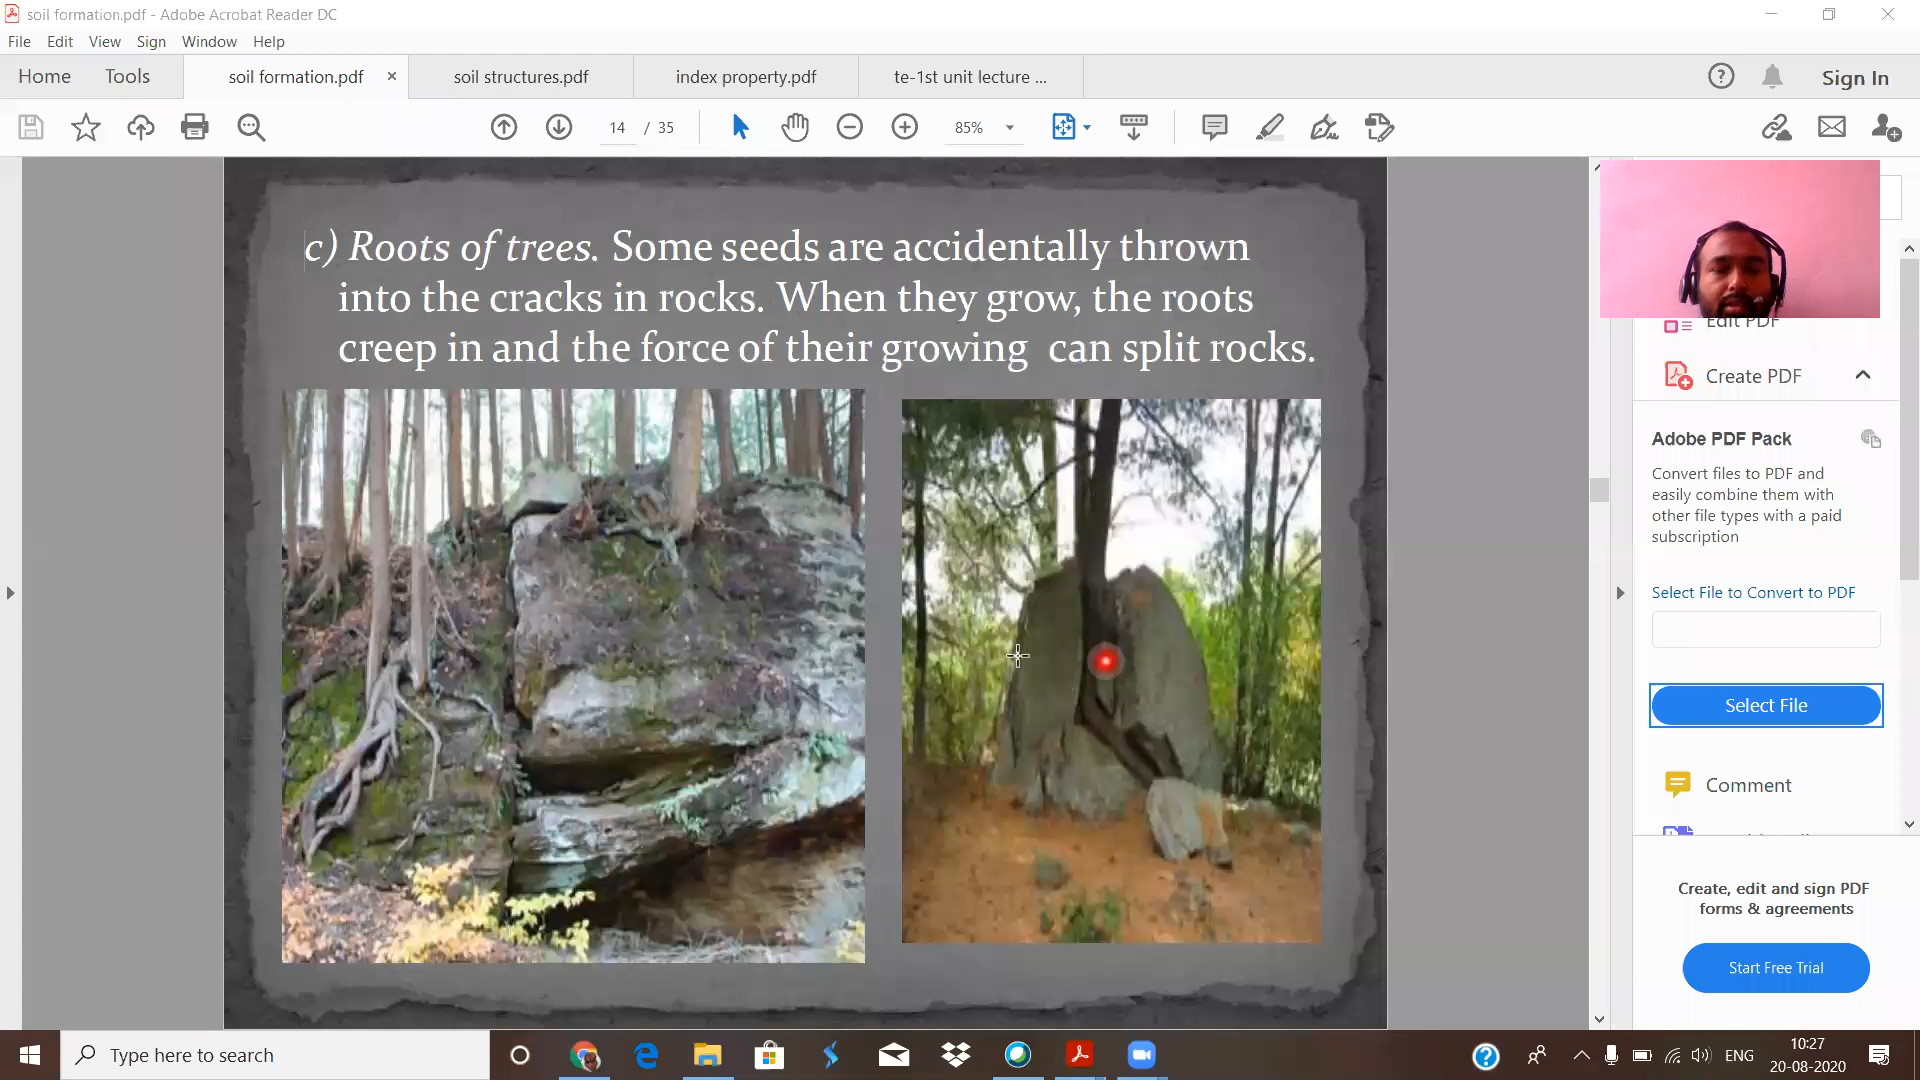 soil formation.pdf - Adobe Acrobat Reader DC
File Edit View Sign Window Help
Home Tools soil formation.pdf × soil structures.pdf index property.pdf te-1st unit lecture ... Sign In
14 / 35 85%
c) Roots of trees. Some seeds are accidentally thrown
into the cracks in rocks. When they grow, the roots
creep in and the force of their growing can split rocks.
Edit PDF
Create PDF
Adobe PDF Pack
Convert files to PDF and
easily combine them with
other file types with a paid
subscription
Select File to Convert to PDF
Select File
Comment
Create, edit and sign PDF
forms & agreements
Start Free Trial
Type here to search
ENG
10:27
20-08-2020